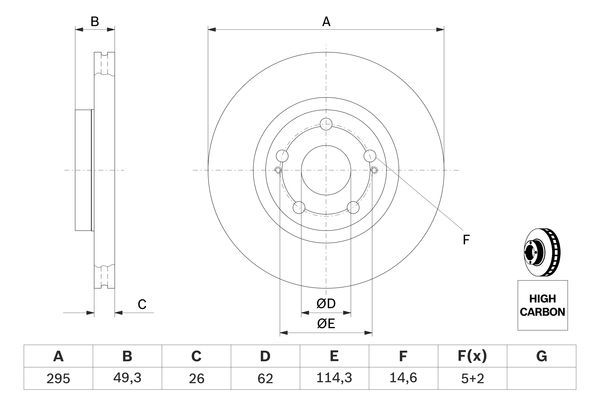 B
A
F
C
ØD
ØE
HIGH
CARBON
A B C D E F F(x) G
295 49,3 26 62 114,3 14,6 5+2